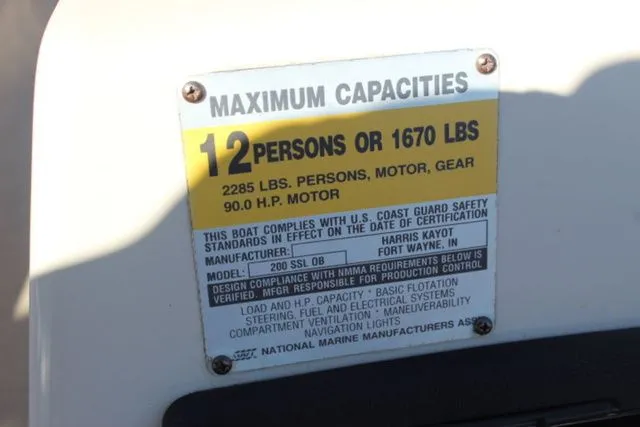 MAXIMUM CAPACITIES
12 PERSONS OR 1670 LBS
2285 LBS. PERSONS, MOTOR, GEAR
90.0 H.P. MOTOR
THIS BOAT COMPLIES WITH U.S. COAST GUARD SAFETY
STANDARDS IN EFFECT ON THE DATE OF CERTIFICATION
MANUFACTURER: HARRIS KAYOT
FORT WAYNE, IN
MODEL: 200 SSL OB
DESIGN COMPLIANCE WITH NMMA REQUIREMENTS BELOW IS
VERIFIED. MFGR RESPONSIBLE FOR PRODUCTION CONTROL
LOAD AND H.P. CAPACITY * BASIC FLOTATION
STEERING, FUEL AND ELECTRICAL SYSTEMS
COMPARTMENT VENTILATION * MANEUVERABILITY
NAVIGATION LIGHTS
NATIONAL MARINE MANUFACTURERS ASS